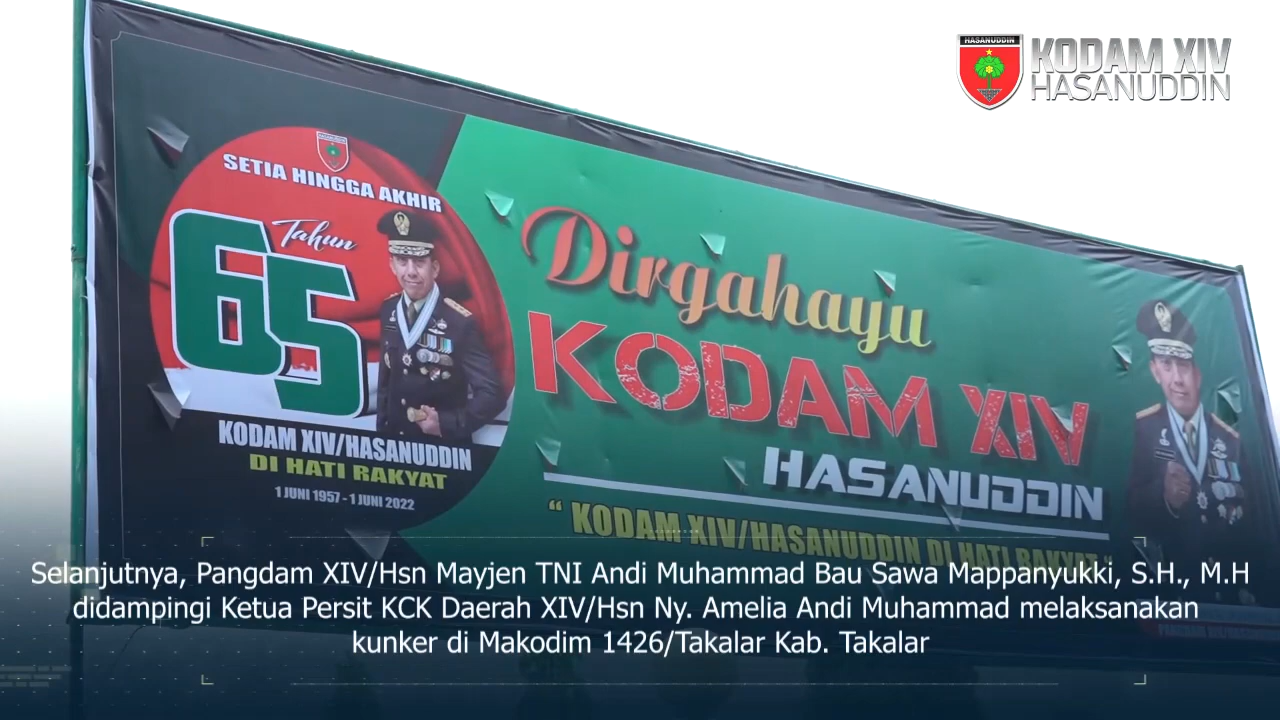 HASANUDDIN
KODAM XIV
HASANUDDIN
SETIA HINGGA AKHIR
65
Tahun
KODAM XIV/HASANUDDIN
DI HATI RAKYAT
1 JUNI 1957 - 1 JUNI 2022
Dirgahayu
KODAM XIV
HASANUDDIN
“ KODAM XIV/HASANUDDIN DI HATI RAKYAT “
Selanjutnya, Pangdam XIV/Hsn Mayjen TNI Andi Muhammad Bau Sawa Mappanyukki, S.H., M.H
didampingi Ketua Persit KCK Daerah XIV/Hsn Ny. Amelia Andi Muhammad melaksanakan
kunker di Makodim 1426/Takalar Kab. Takalar